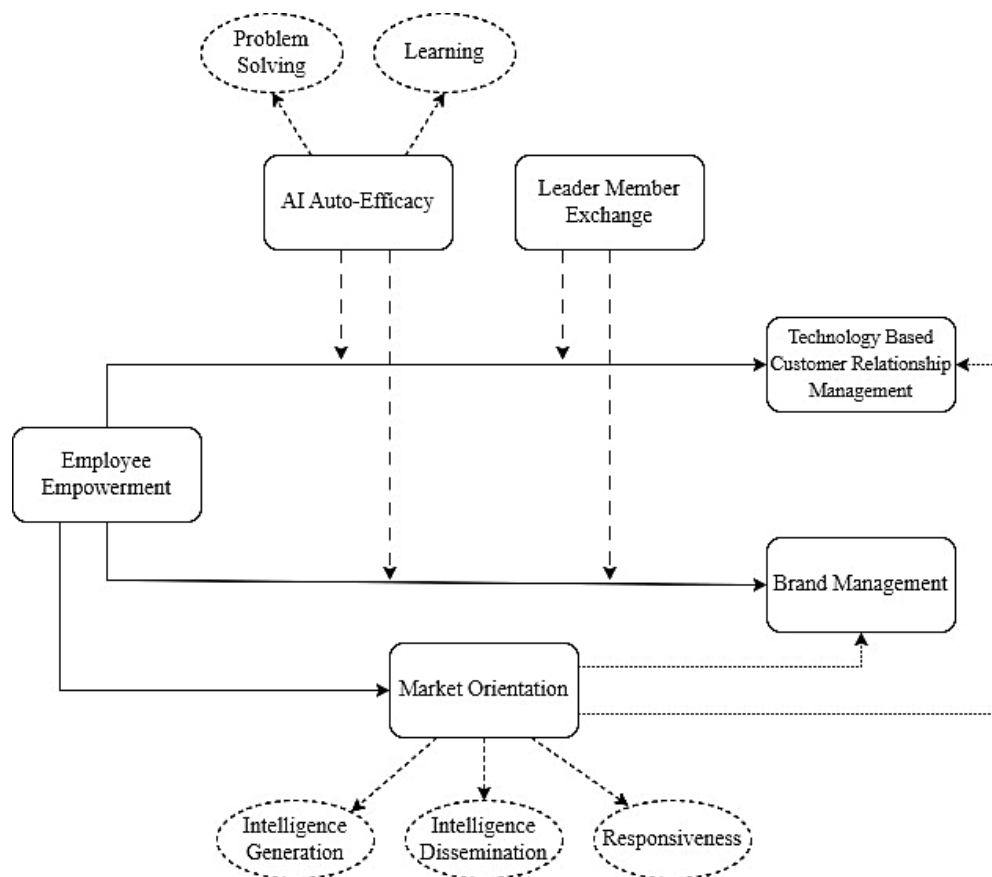 Problem
Solving
Learning
AI Auto-Efficacy
Leader Member
Exchange
Technology Based
Customer Relationship
Management
Employee
Empowerment
Brand Management
Market Orientation
Intelligence
Generation
Intelligence
Dissemination
Responsiveness